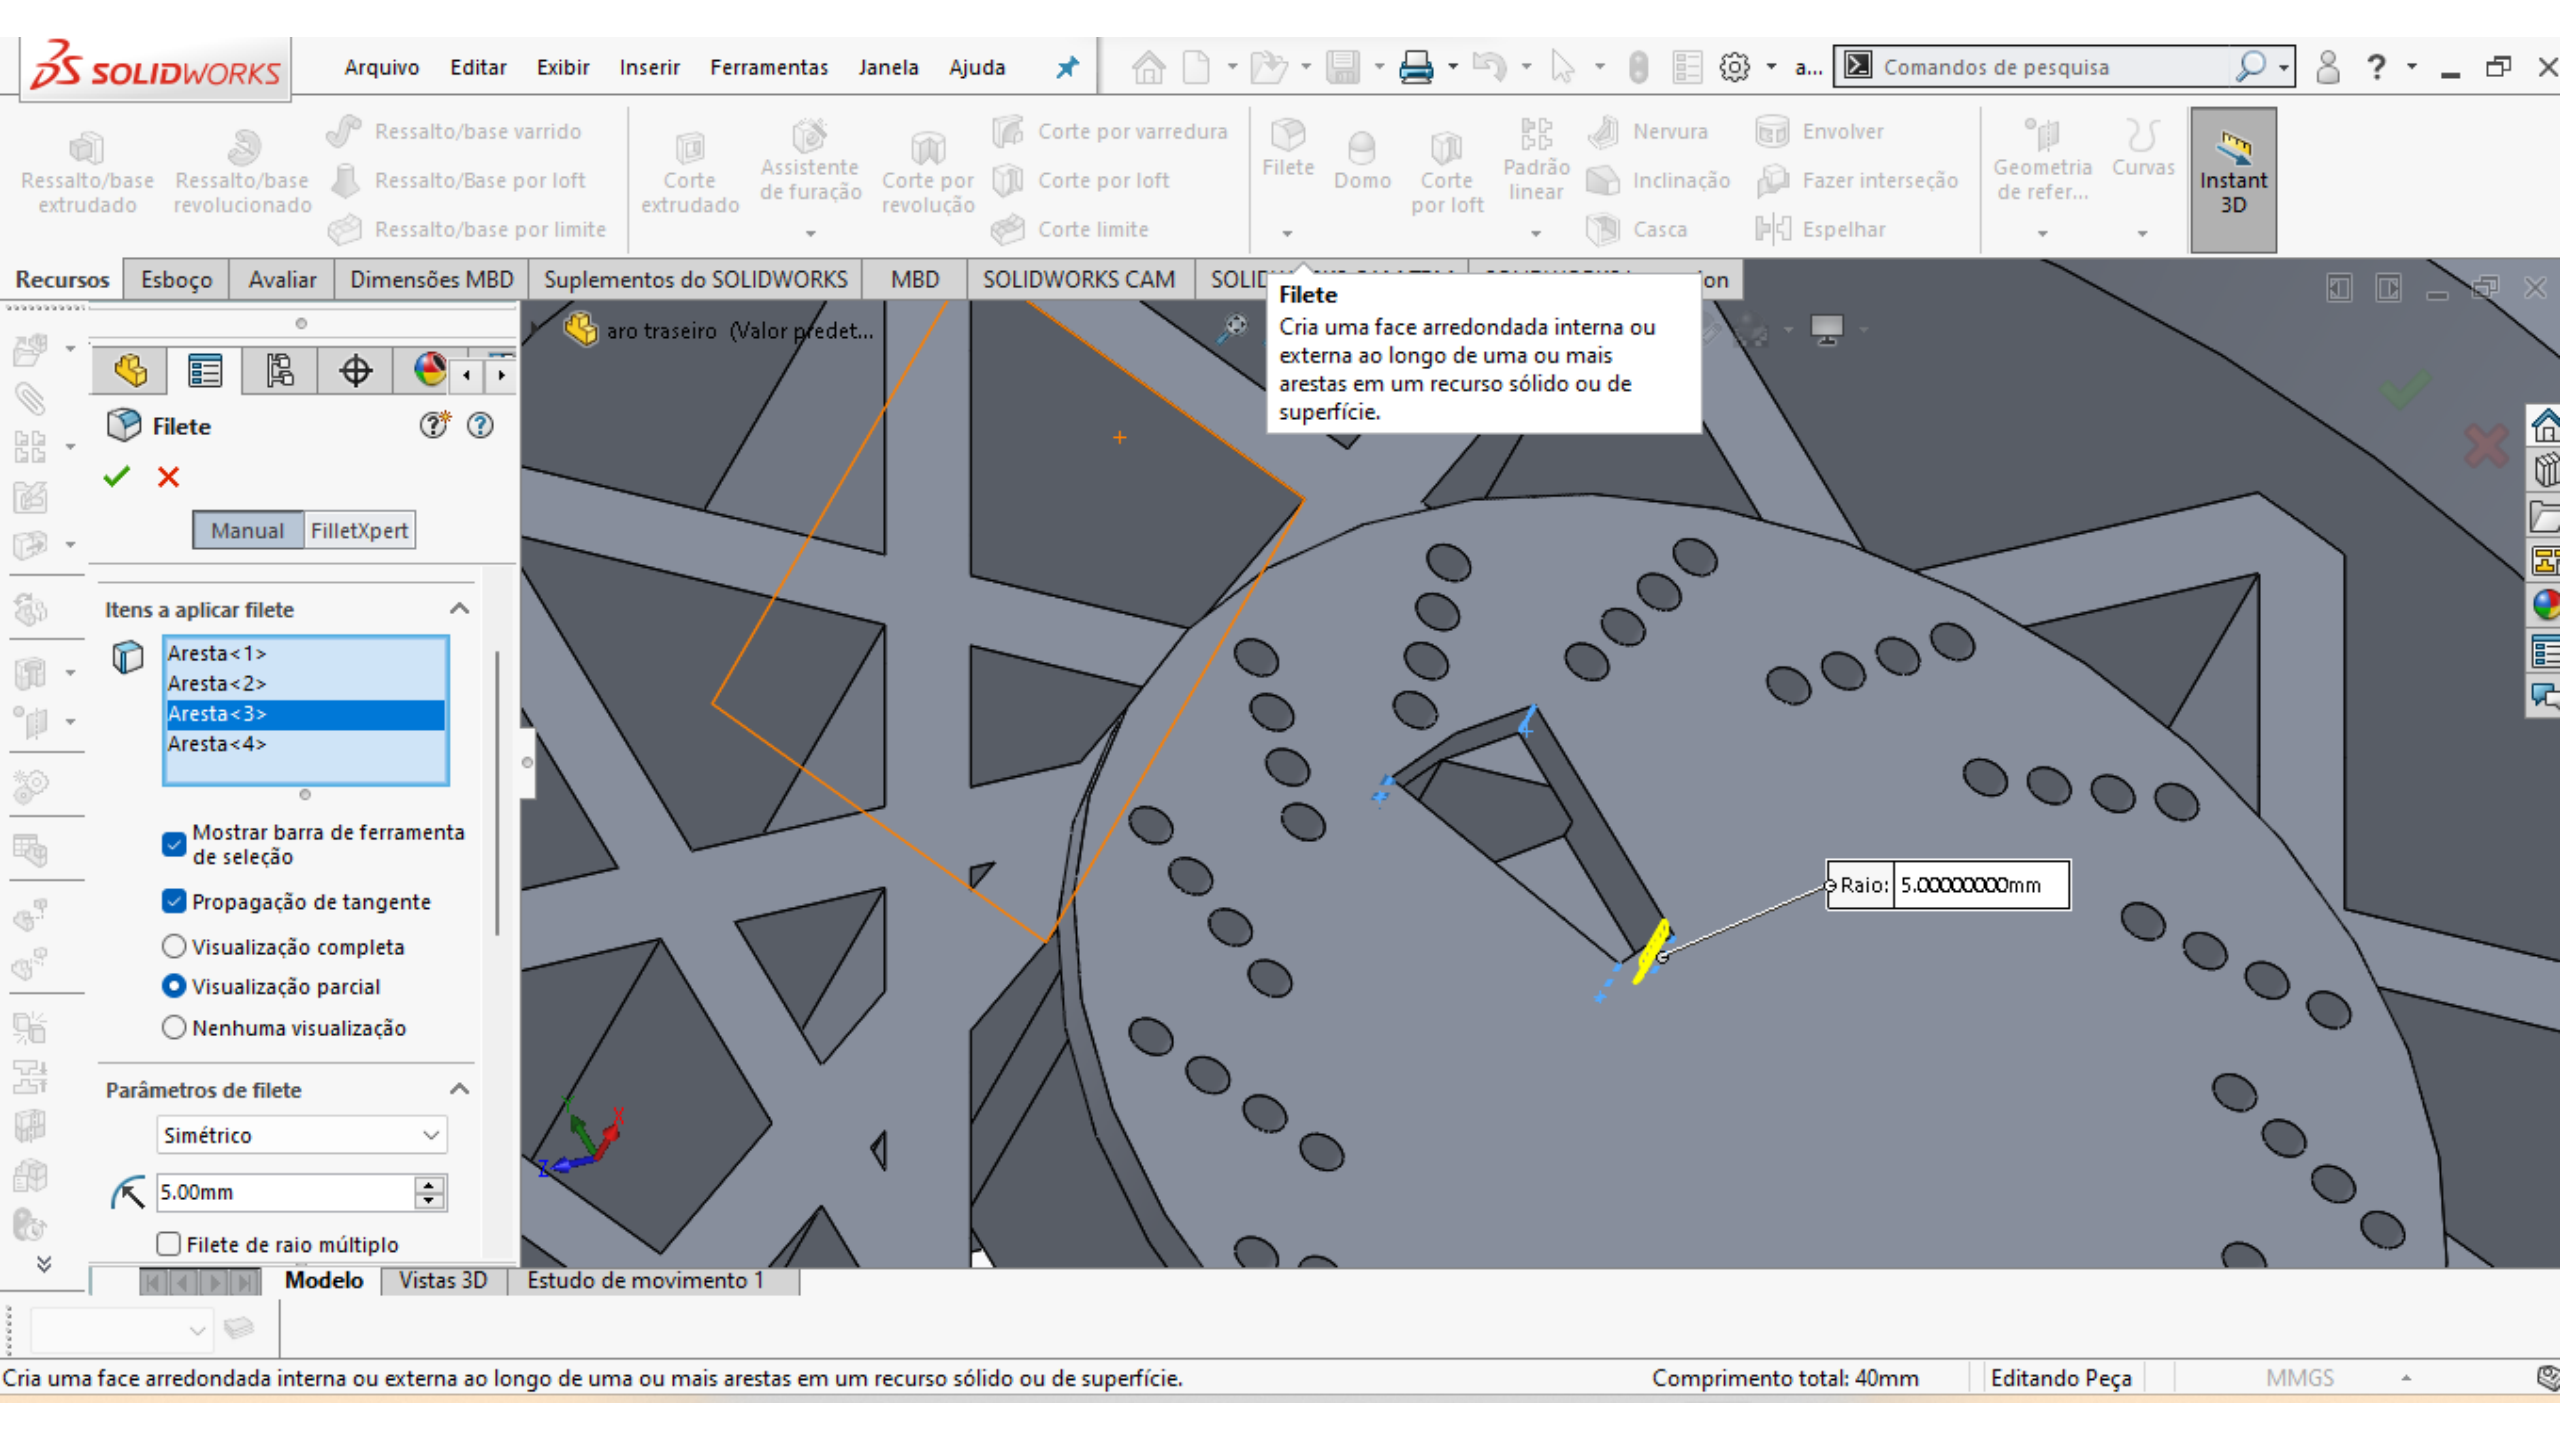 SOLIDWORKS
Arquivo Editar Exibir Inserir Ferramentas Janela Ajuda
a...
Comandos de pesquisa
?
Ressalto/base extrudado
Ressalto/base revolucionado
Ressalto/base varrido
Ressalto/Base por loft
Ressalto/base por limite
Corte extrudado
Assistente de furação
Corte por revolução
Corte por varredura
Corte por loft
Corte limite
Filete
Domo
Corte por loft
Padrão linear
Nervura
Inclinação
Casca
Envolver
Fazer interseção
Espelhar
Geometria de refer...
Curvas
Instant 3D
Recursos Esboço Avaliar Dimensões MBD Suplementos do SOLIDWORKS MBD SOLIDWORKS CAM
Filete
Cria uma face arredondada interna ou
externa ao longo de uma ou mais
arestas em um recurso sólido ou de
superfície.
aro traseiro (Valor predet...
Filete
Manual FilletXpert
Itens a aplicar filete
Aresta<1>
Aresta<2>
Aresta<3>
Aresta<4>
Mostrar barra de ferramenta
de seleção
Propagação de tangente
Visualização completa
Visualização parcial
Nenhuma visualização
Parâmetros de filete
Simétrico
5.00mm
Filete de raio múltiplo
Raio: 5.00000000mm
Y
X
Z
Modelo Vistas 3D Estudo de movimento 1
Cria uma face arredondada interna ou externa ao longo de uma ou mais arestas em um recurso sólido ou de superfície.
Comprimento total: 40mm
Editando Peça
MMGS